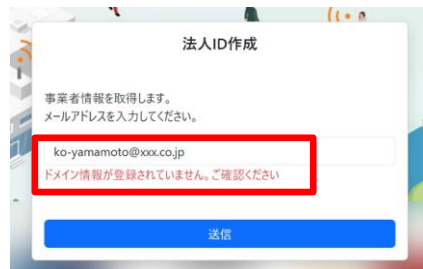 法人ID作成
事業者情報を取得します。
メールアドレスを入力してください。
ko-yamamoto@xxx.co.jp
ドメイン情報が登録されていません。ご確認ください
送信